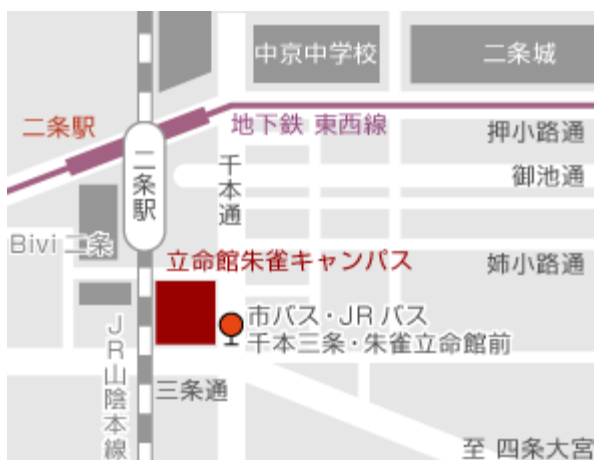 中京中学校
二条城
二条駅
地下鉄 東西線
押小路通
二条駅
千本通
御池通
Bivi 二条
立命館朱雀キャンパス
姉小路通
市バス・JRバス
千本三条・朱雀立命館前
JR山陰本線
三条通
至 四条大宮